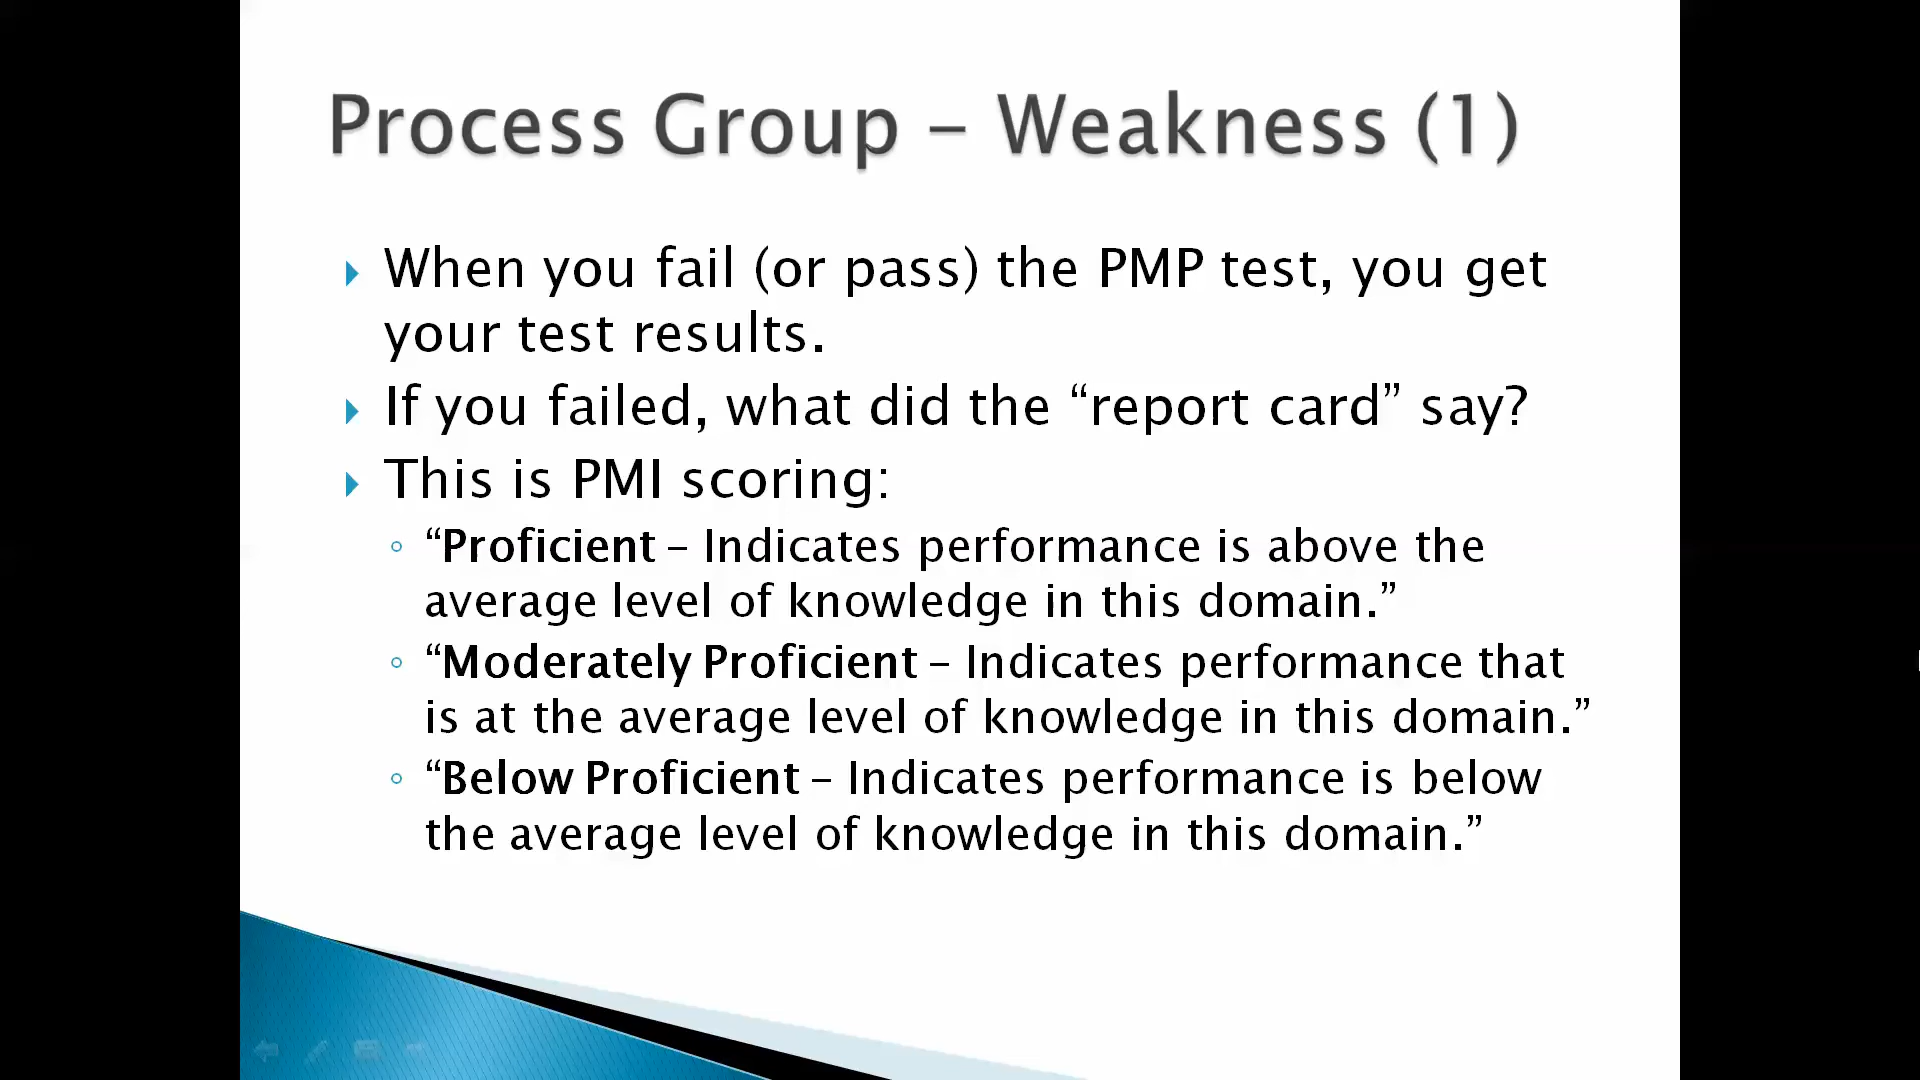 Process Group – Weakness (1)
When you fail (or pass) the PMP test, you get
your test results.
If you failed, what did the “report card” say?
This is PMI scoring:
“Proficient – Indicates performance is above the
average level of knowledge in this domain.”
“Moderately Proficient – Indicates performance that
is at the average level of knowledge in this domain.”
“Below Proficient – Indicates performance is below
the average level of knowledge in this domain.”